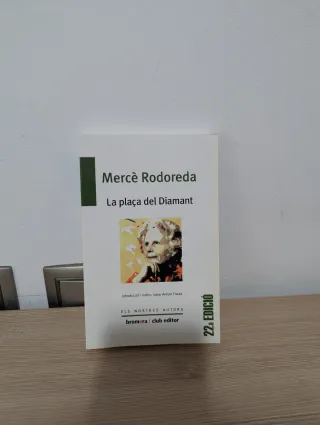 Mercè Rodoreda
La plaça del Diamant
ELS NOSTRES AUTORS
bromera / club editor
22a EDICIÓ